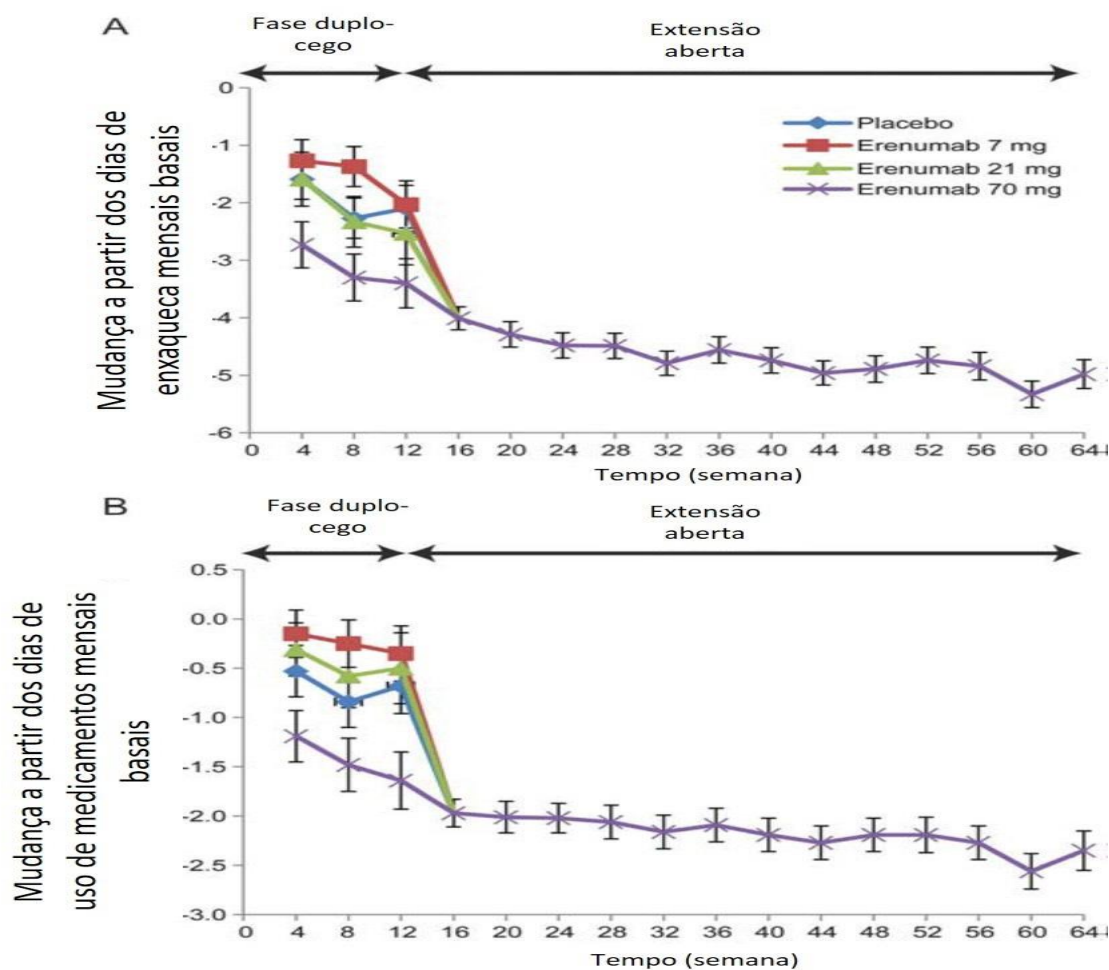 A
Fase duplo-
cego
Extensão
aberta
Mudança a partir dos dias de
enxaqueca mensais basais
0
-1
-2
-3
-4
-5
-6
Placebo
Erenumab 7 mg
Erenumab 21 mg
Erenumab 70 mg
0 4 8 12 16 20 24 28 32 36 40 44 48 52 56 60 64
Tempo (semana)
B
Fase duplo-
cego
Extensão
aberta
Mudança a partir dos dias de
uso de medicamentos mensais
basais
0.5
0.0
-0.5
-1.0
-1.5
-2.0
-2.5
-3.0
0 4 8 12 16 20 24 28 32 36 40 44 48 52 56 60 64
Tempo (semana)